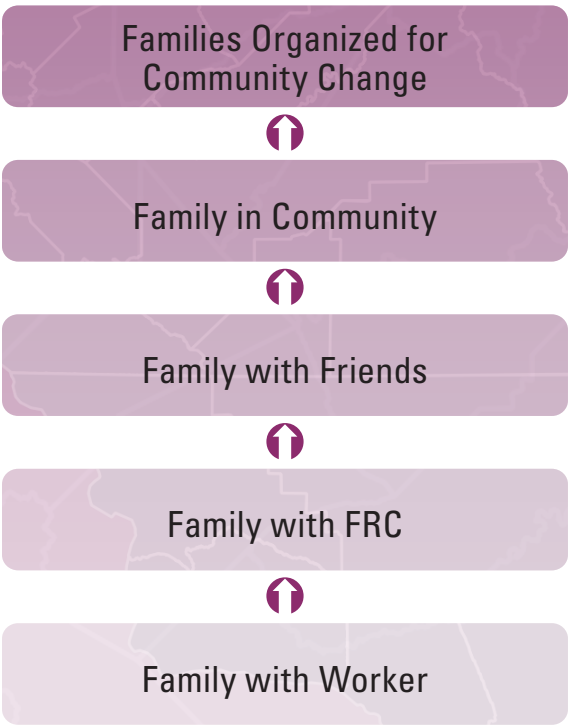 Families Organized for
Community Change
Family in Community
Family with Friends
Family with FRC
Family with Worker